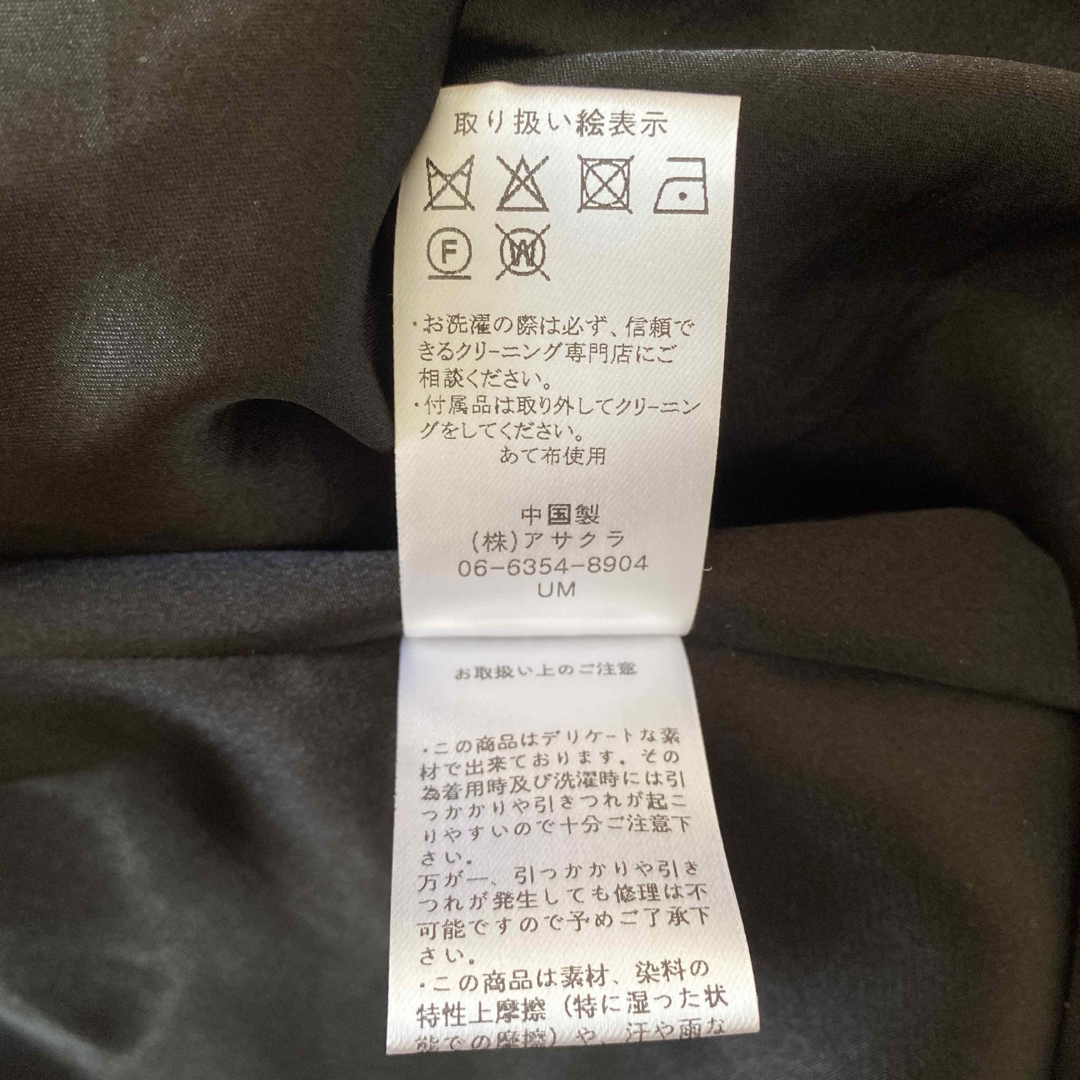 取り扱い絵表示
F W
・お洗濯の際は必ず、信頼で
きるクリーニング専門店にご
相談ください。
・付属品は取り外してクリーニン
グをしてください。
あて布使用
中国製
(株)アサクラ
06-6354-8904
UM
お取扱い上のご注意
・この商品はデリケートな素
材で出来ております。その
為着用時及び洗濯時には引
っかかりや引きつれが起こ
りやすいので十分ご注意下
さい。
万が一、引っかかりや引き
つれが発生しても修理は不
可能ですので予めご了承下
さい。
・この商品は素材、染料の
特性上摩擦（特に湿った状
態での摩擦）や、汗や雨な